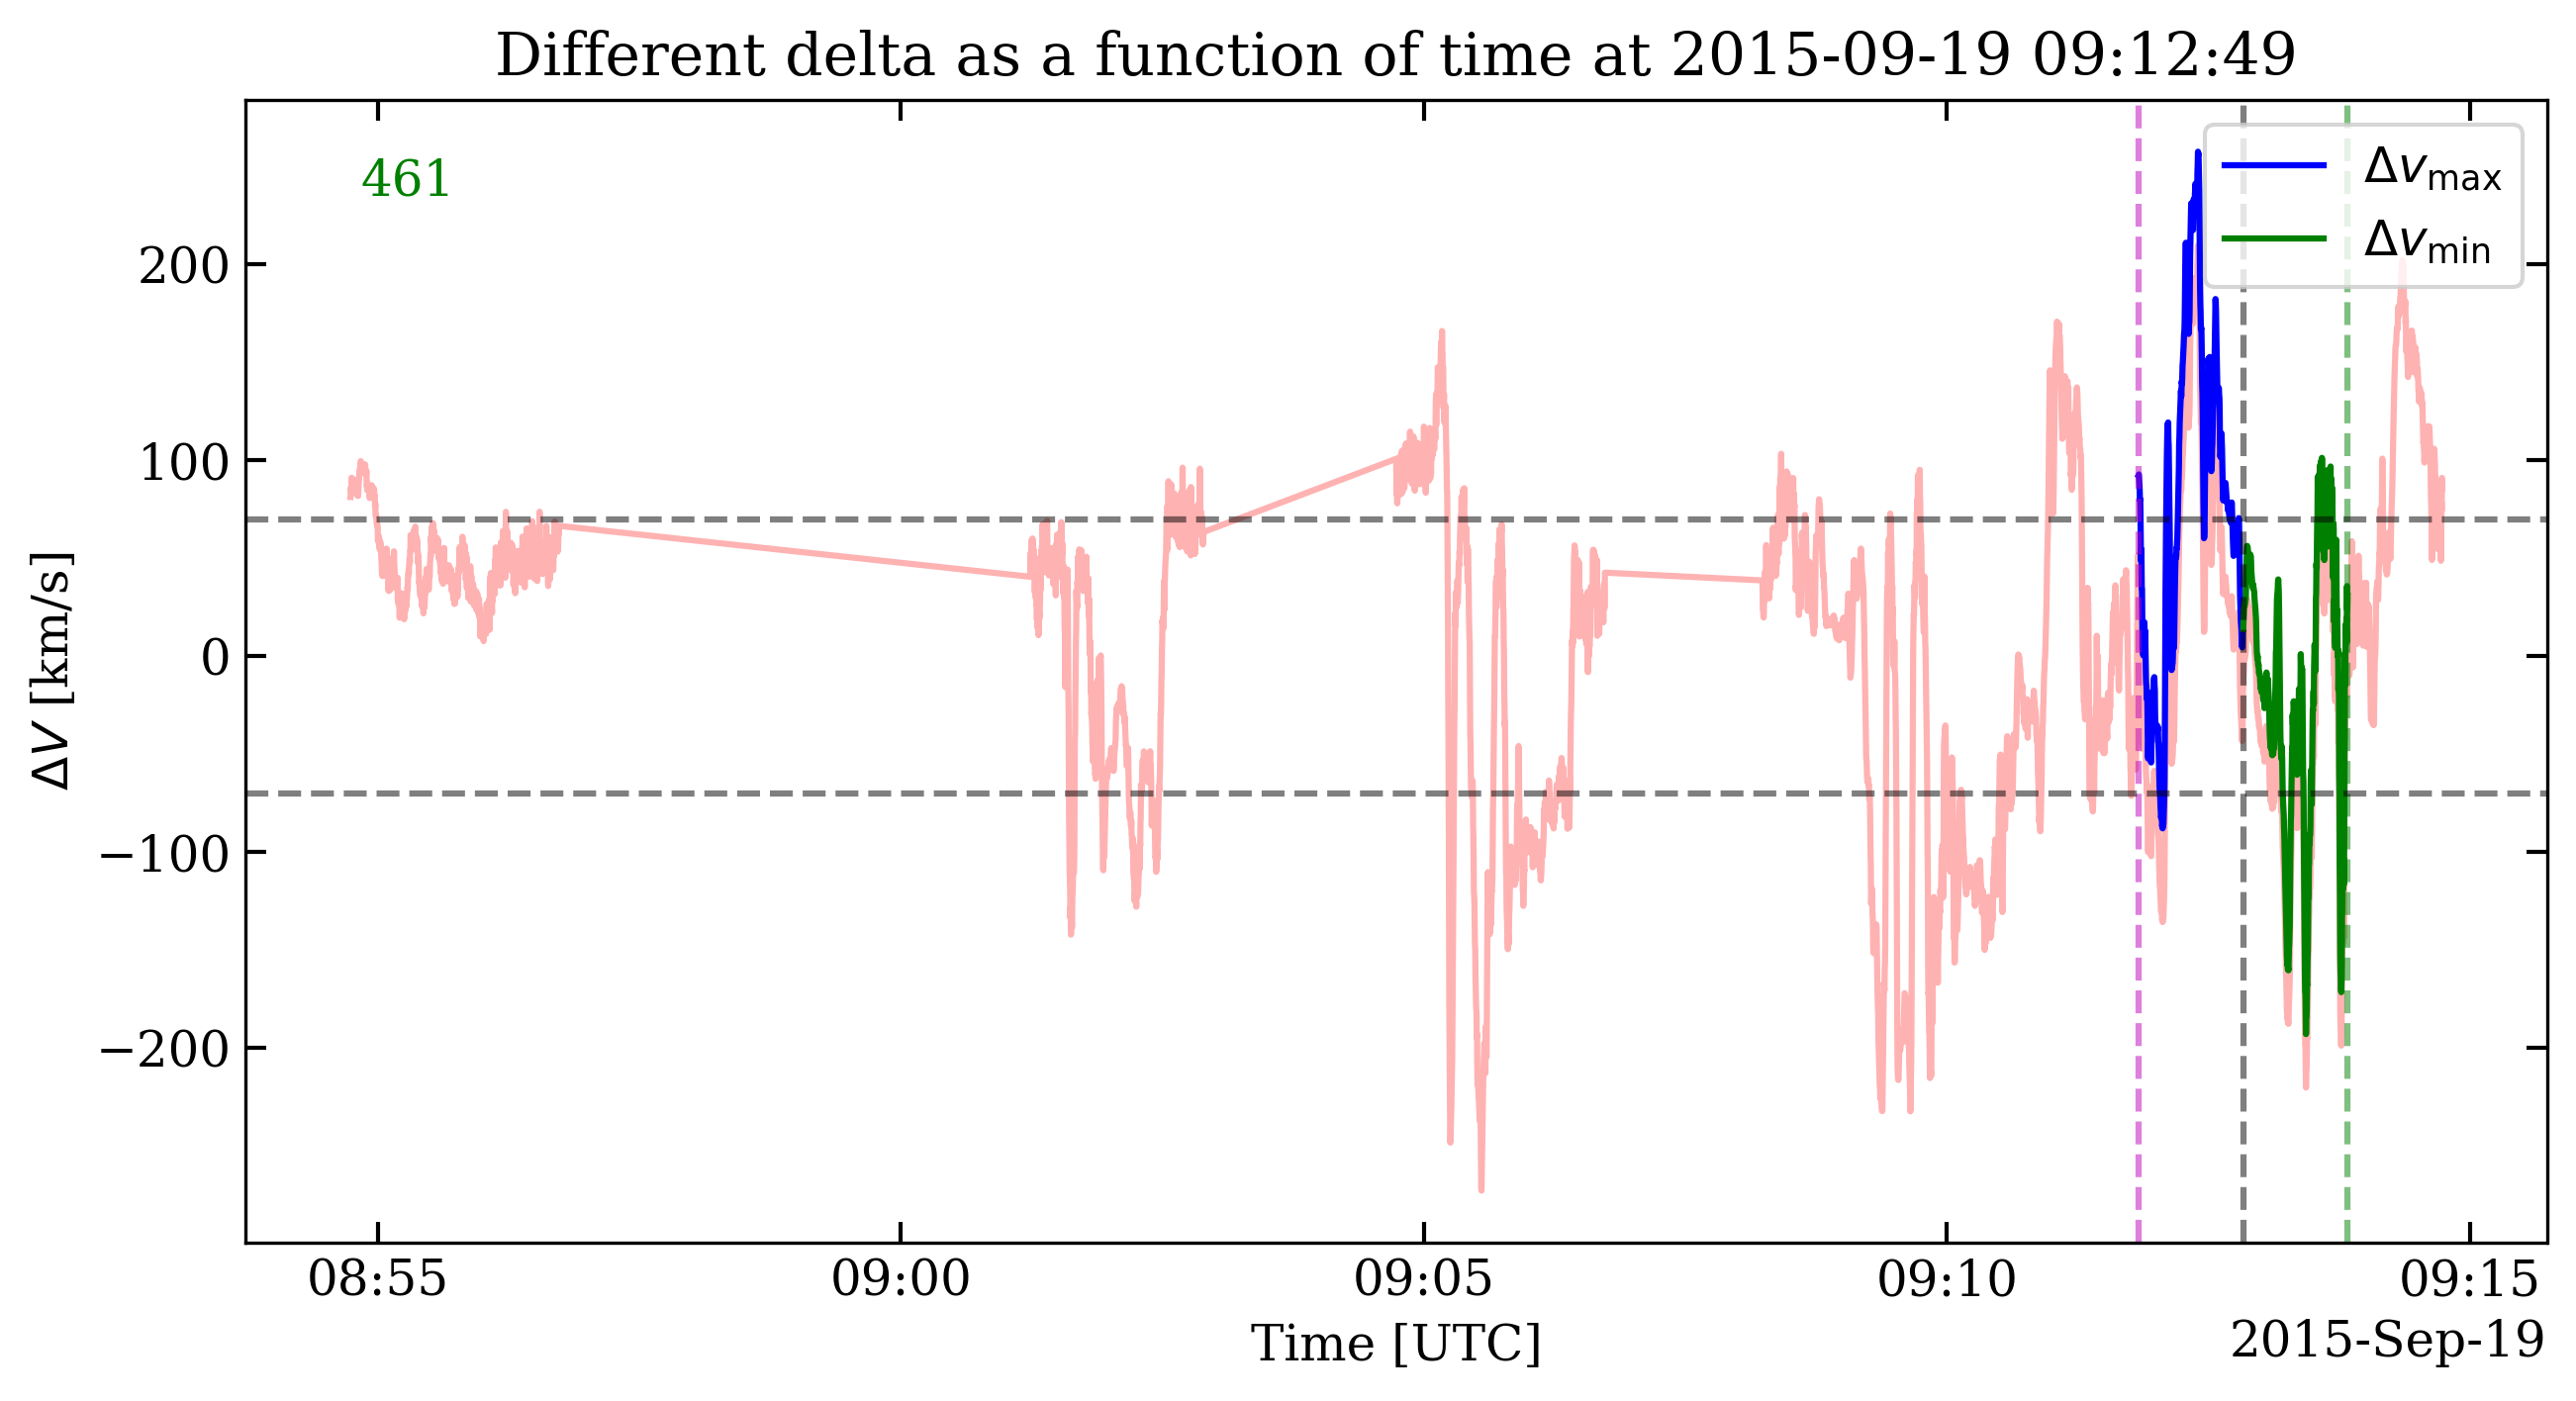 Different delta as a function of time at 2015-09-19 09:12:49
461
Δv_max
Δv_min
200
100
0
−100
−200
ΔV [km/s]
08:55 09:00 09:05 09:10 09:15
Time [UTC]
2015-Sep-19